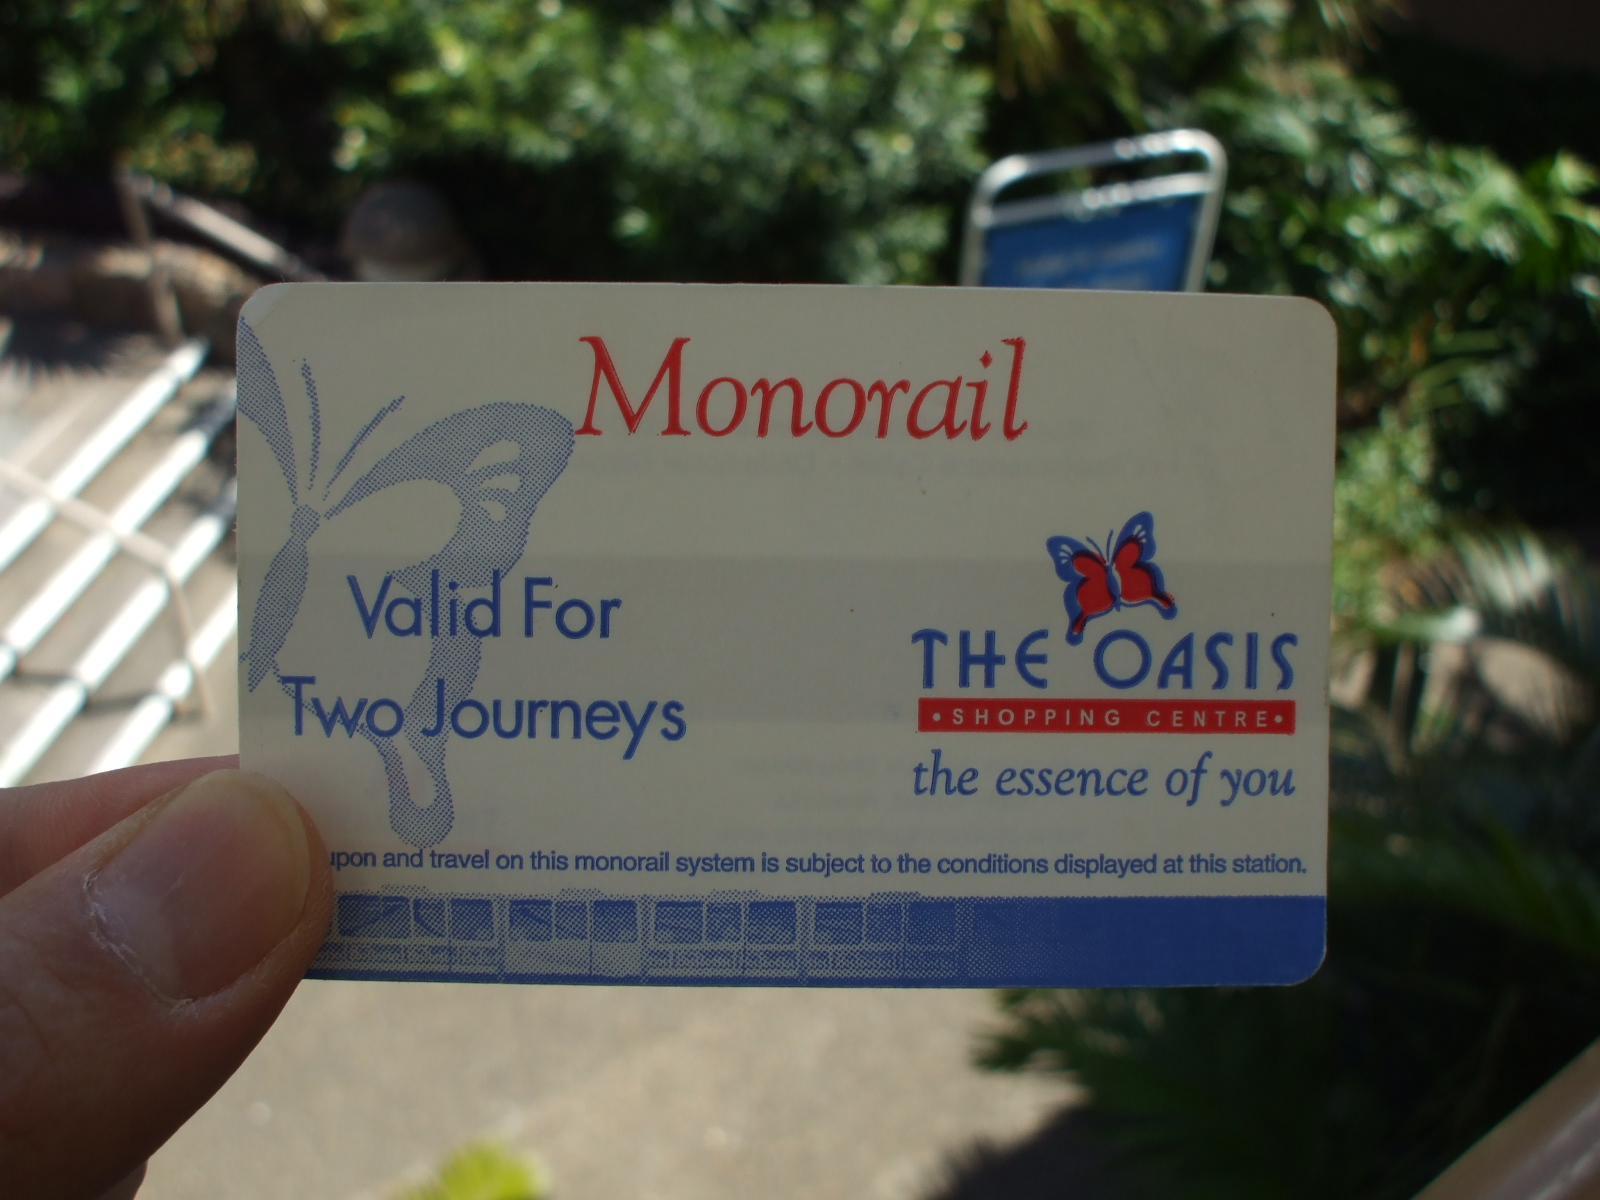 Monorail
Valid For
Two Journeys
THE OASIS
• SHOPPING CENTRE •
the essence of you
upon and travel on this monorail system is subject to the conditions displayed at this station.